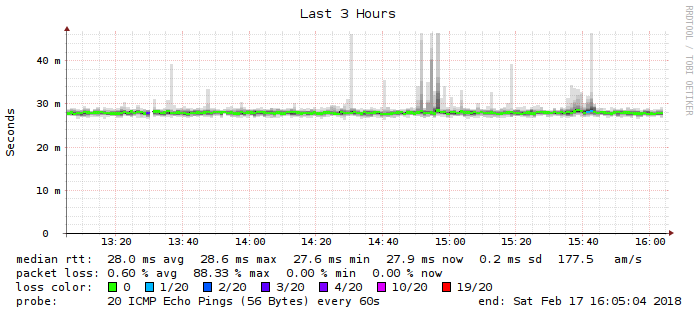 Last 3 Hours
RRDTOOL / TOBI OETIKER
Seconds
40 m
30 m
20 m
10 m
0
13:20 13:40 14:00 14:20 14:40 15:00 15:20 15:40 16:00
median rtt: 28.0 ms avg 28.6 ms max 27.6 ms min 27.9 ms now 0.2 ms sd 177.5 am/s
packet loss: 0.60 % avg 88.33 % max 0.00 % min 0.00 % now
loss color: 0 1/20 2/20 3/20 4/20 10/20 19/20
probe: 20 ICMP Echo Pings (56 Bytes) every 60s end: Sat Feb 17 16:05:04 2018